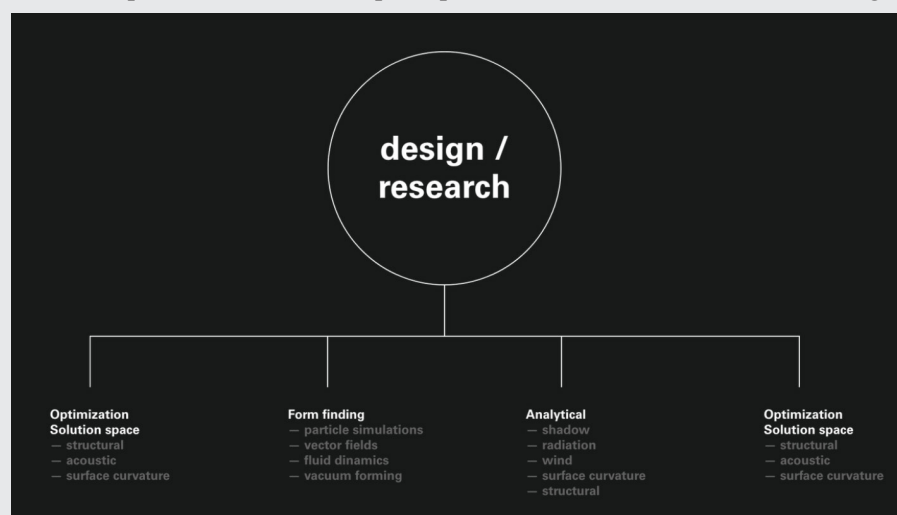 design /
research
Optimization
Solution space
— structural
— acoustic
— surface curvature
Form finding
— particle simulations
— vector fields
— fluid dinamics
— vacuum forming
Analytical
— shadow
— radiation
— wind
— surface curvature
— structural
Optimization
Solution space
— structural
— acoustic
— surface curvature